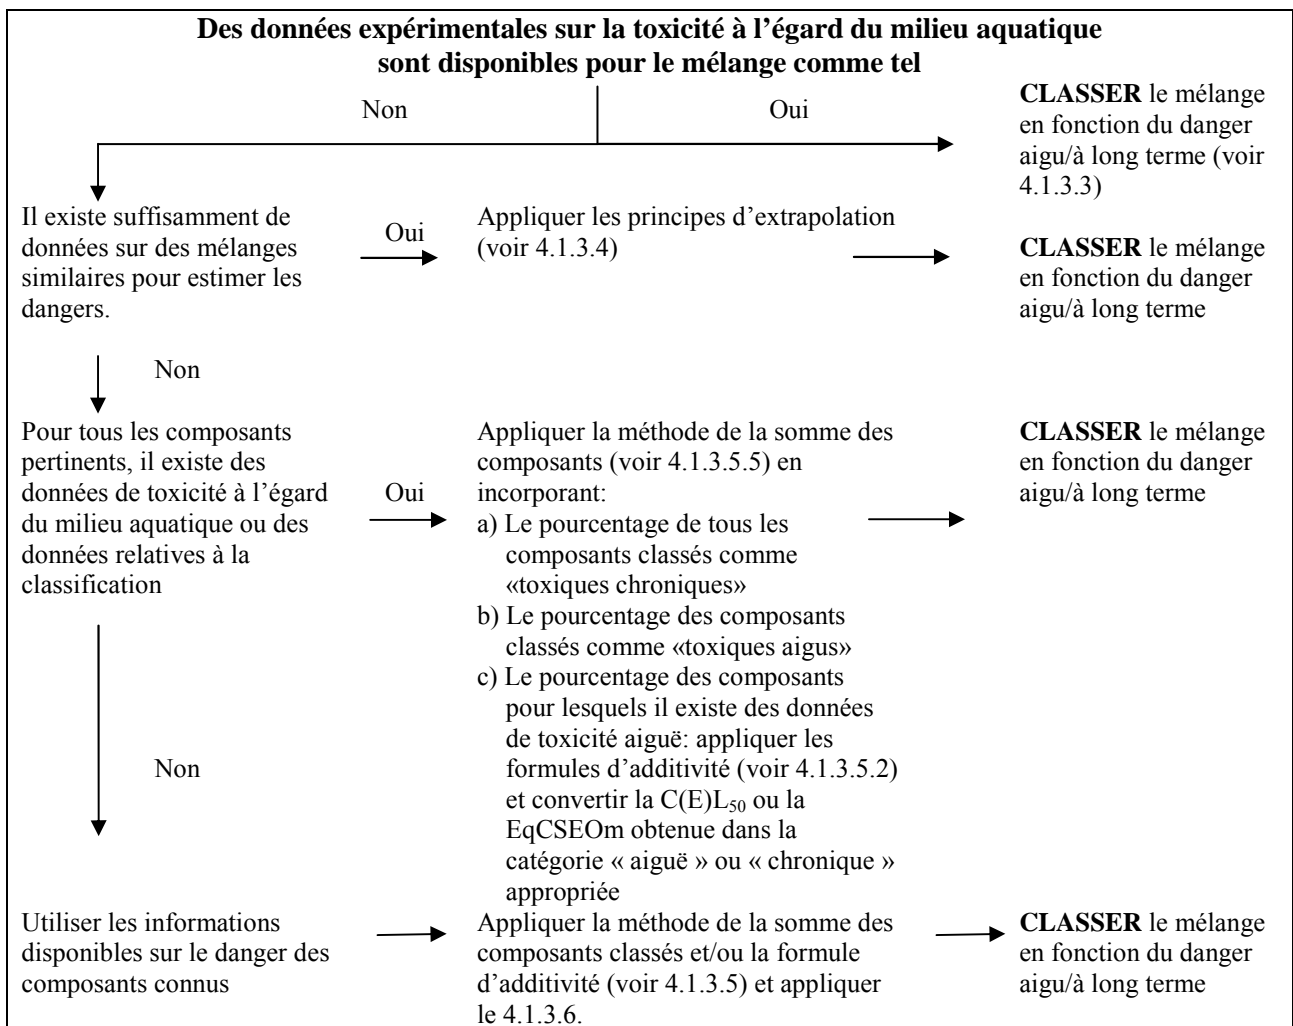 Des données expérimentales sur la toxicité à l’égard du milieu aquatique
sont disponibles pour le mélange comme tel
Non
Oui
CLASSER le mélange
en fonction du danger
aigu/à long terme (voir
4.1.3.3)
Il existe suffisamment de
données sur des mélanges
similaires pour estimer les
dangers.
Oui
Appliquer les principes d’extrapolation
(voir 4.1.3.4)
CLASSER le mélange
en fonction du danger
aigu/à long terme
Non
Pour tous les composants
pertinents, il existe des
données de toxicité à l’égard
du milieu aquatique ou des
données relatives à la
classification
Oui
Appliquer la méthode de la somme des
composants (voir 4.1.3.5.5) en
incorporant:
a) Le pourcentage de tous les
composants classés comme
«toxiques chroniques»
b) Le pourcentage des composants
classés comme «toxiques aigus»
c) Le pourcentage des composants
pour lesquels il existe des données
de toxicité aiguë: appliquer les
formules d’additivité (voir 4.1.3.5.2)
et convertir la C(E)L50 ou la
EqCSEOm obtenue dans la
catégorie « aiguë » ou « chronique »
appropriée
CLASSER le mélange
en fonction du danger
aigu/à long terme
Non
Utiliser les informations
disponibles sur le danger des
composants connus
Appliquer la méthode de la somme des
composants classés et/ou la formule
d’additivité (voir 4.1.3.5) et appliquer
le 4.1.3.6.
CLASSER le mélange
en fonction du danger
aigu/à long terme